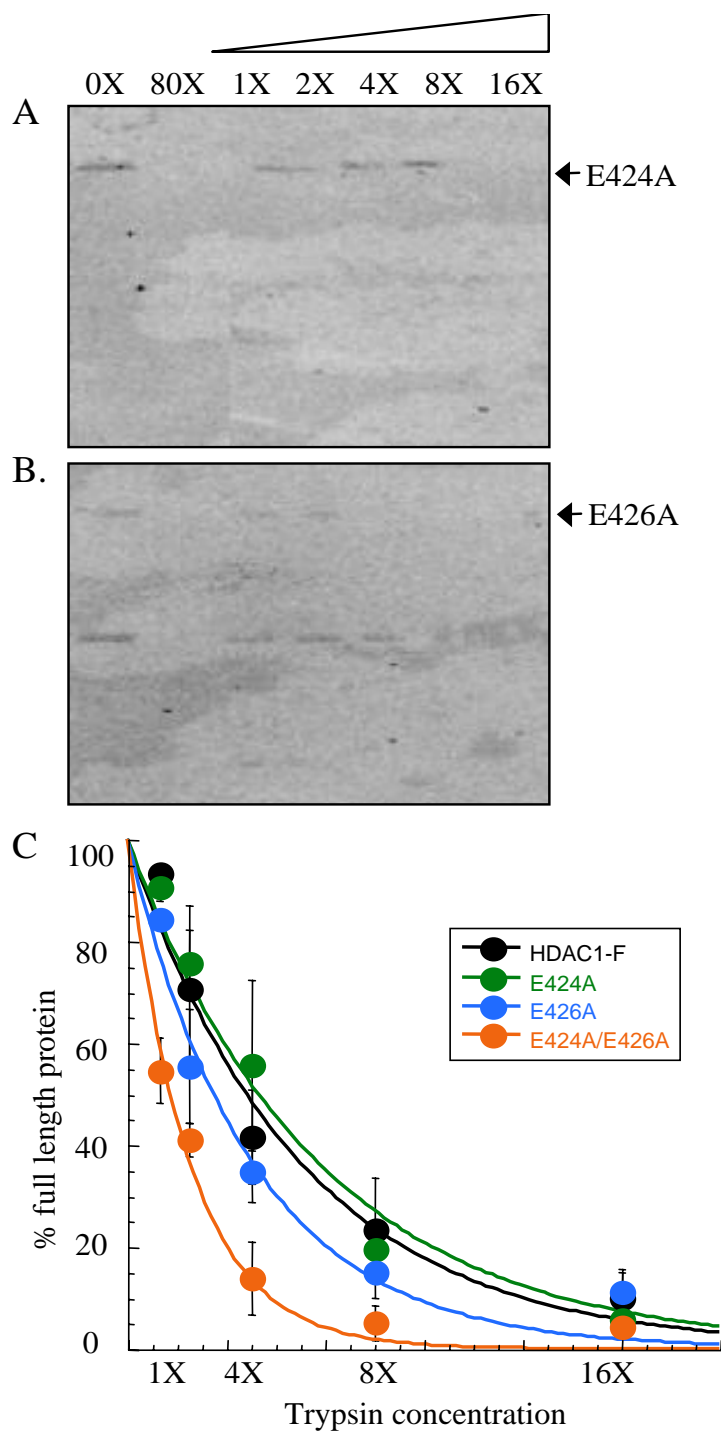 0X 80X 1X 2X 4X 8X 16X
A
E424A
B.
E426A
C
100
80
60
40
20
0
% full length protein
HDAC1-F
E424A
E426A
E424A/E426A
1X 4X 8X 16X
Trypsin concentration